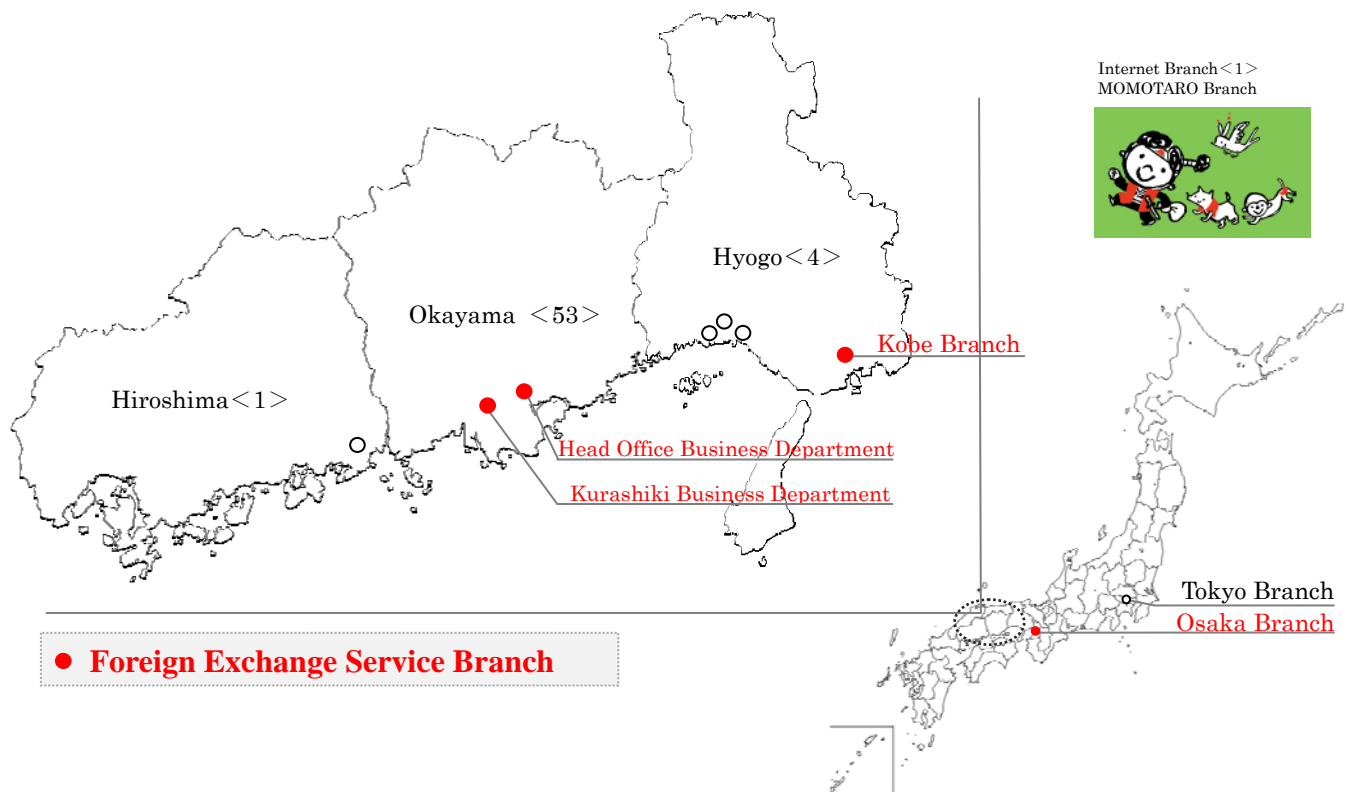 Internet Branch<1>
MOMOTARO Branch
Hyogo<4>
Okayama <53>
Kobe Branch
Hiroshima<1>
Head Office Business Department
Kurashiki Business Department
Tokyo Branch
Osaka Branch
Foreign Exchange Service Branch